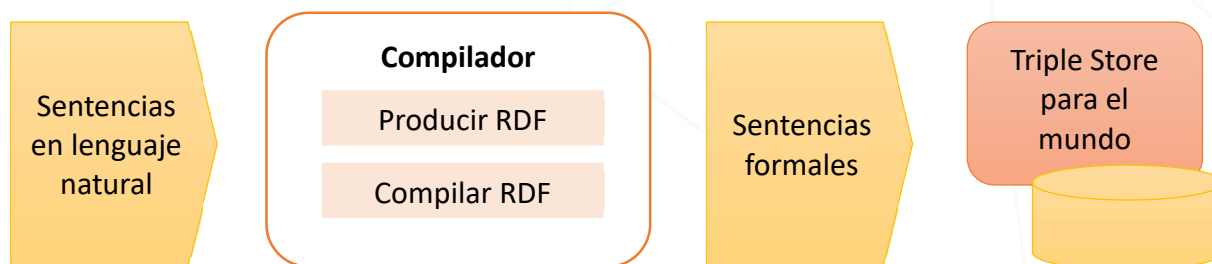 Sentencias
en lenguaje
natural
Compilador
Producir RDF
Compilar RDF
Sentencias
formales
Triple Store
para el
mundo